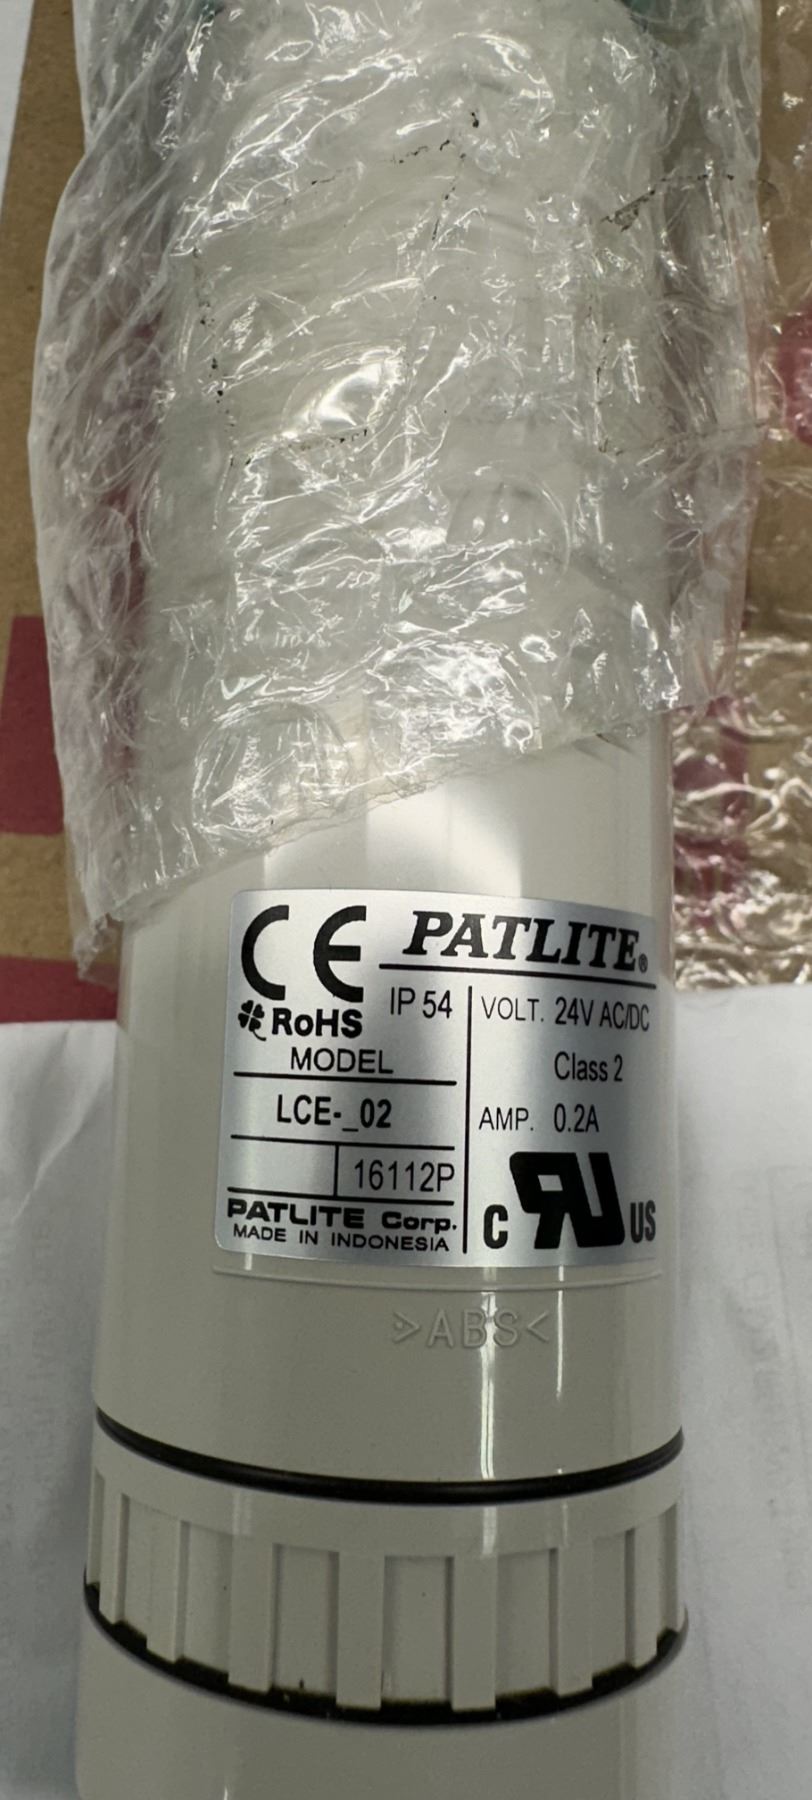 CE
PATLITE®
IP 54
RoHS
MODEL
LCE-_02
16112P
PATLITE Corp.
MADE IN INDONESIA
VOLT. 24V AC/DC
Class 2
AMP. 0.2A
C RU US
>ABS<